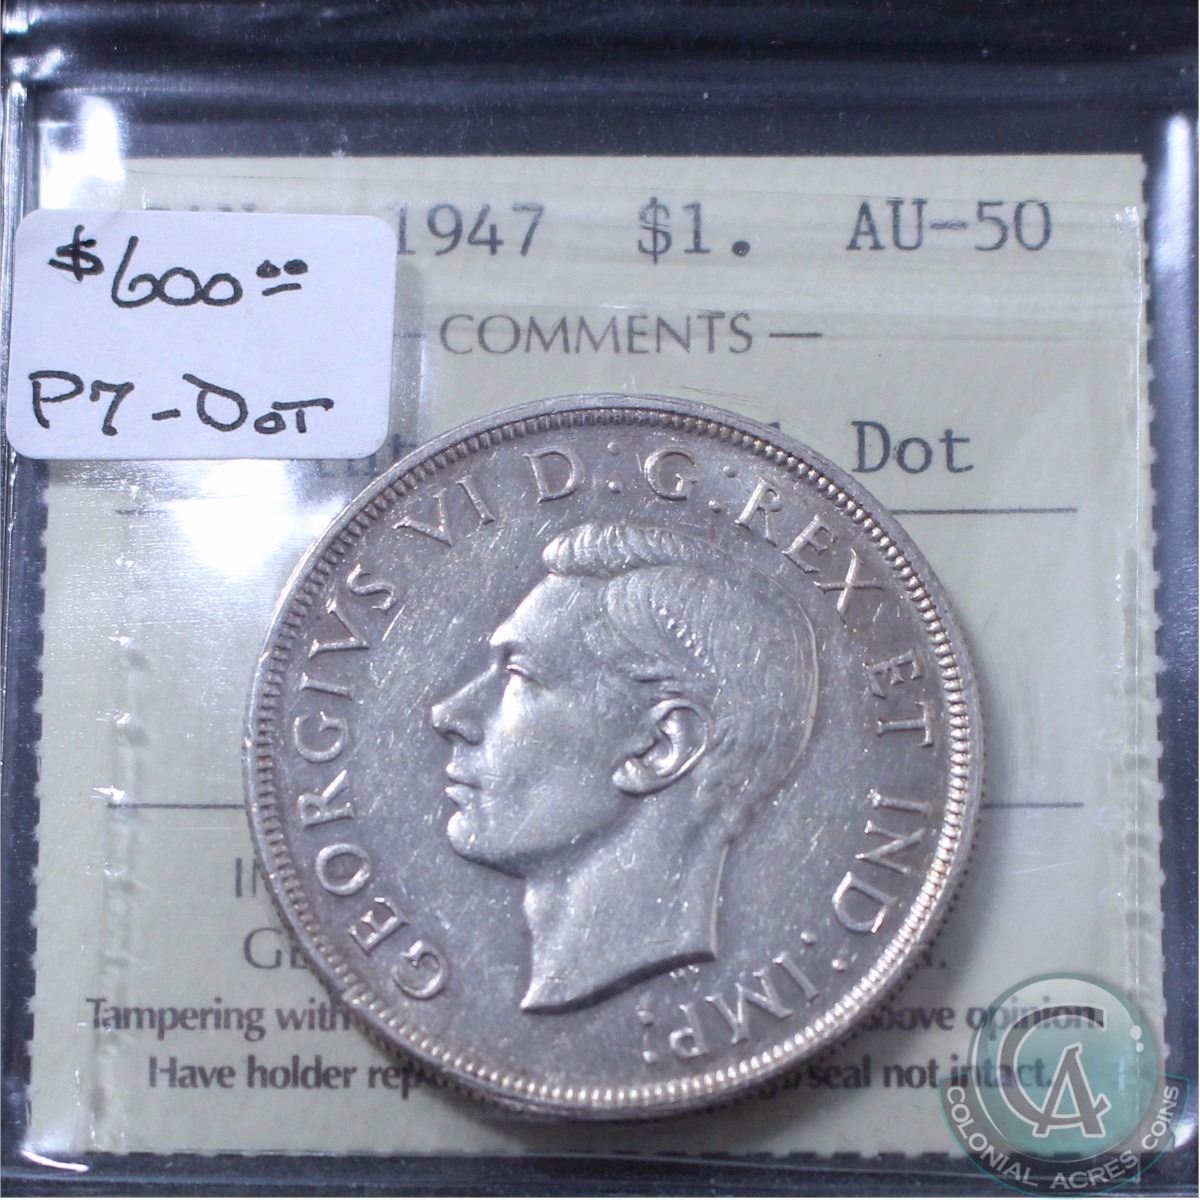 1947 $1. AU-50
$600.00
COMMENTS —
P7-DOT
Dot
GEORGIVS VI D:G:REX ET IND:IMP:
Tampering with above opinion.
Have holder seal not intact.
CA
COLONIAL ACRES COINS